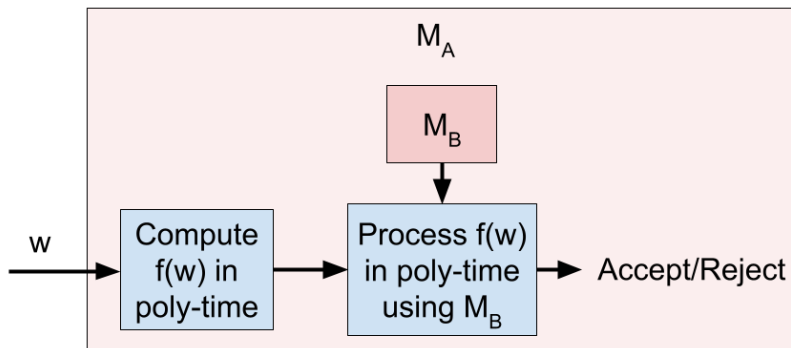 M_A
M_B
w
Compute
f(w) in
poly-time
Process f(w)
in poly-time
using M_B
Accept/Reject